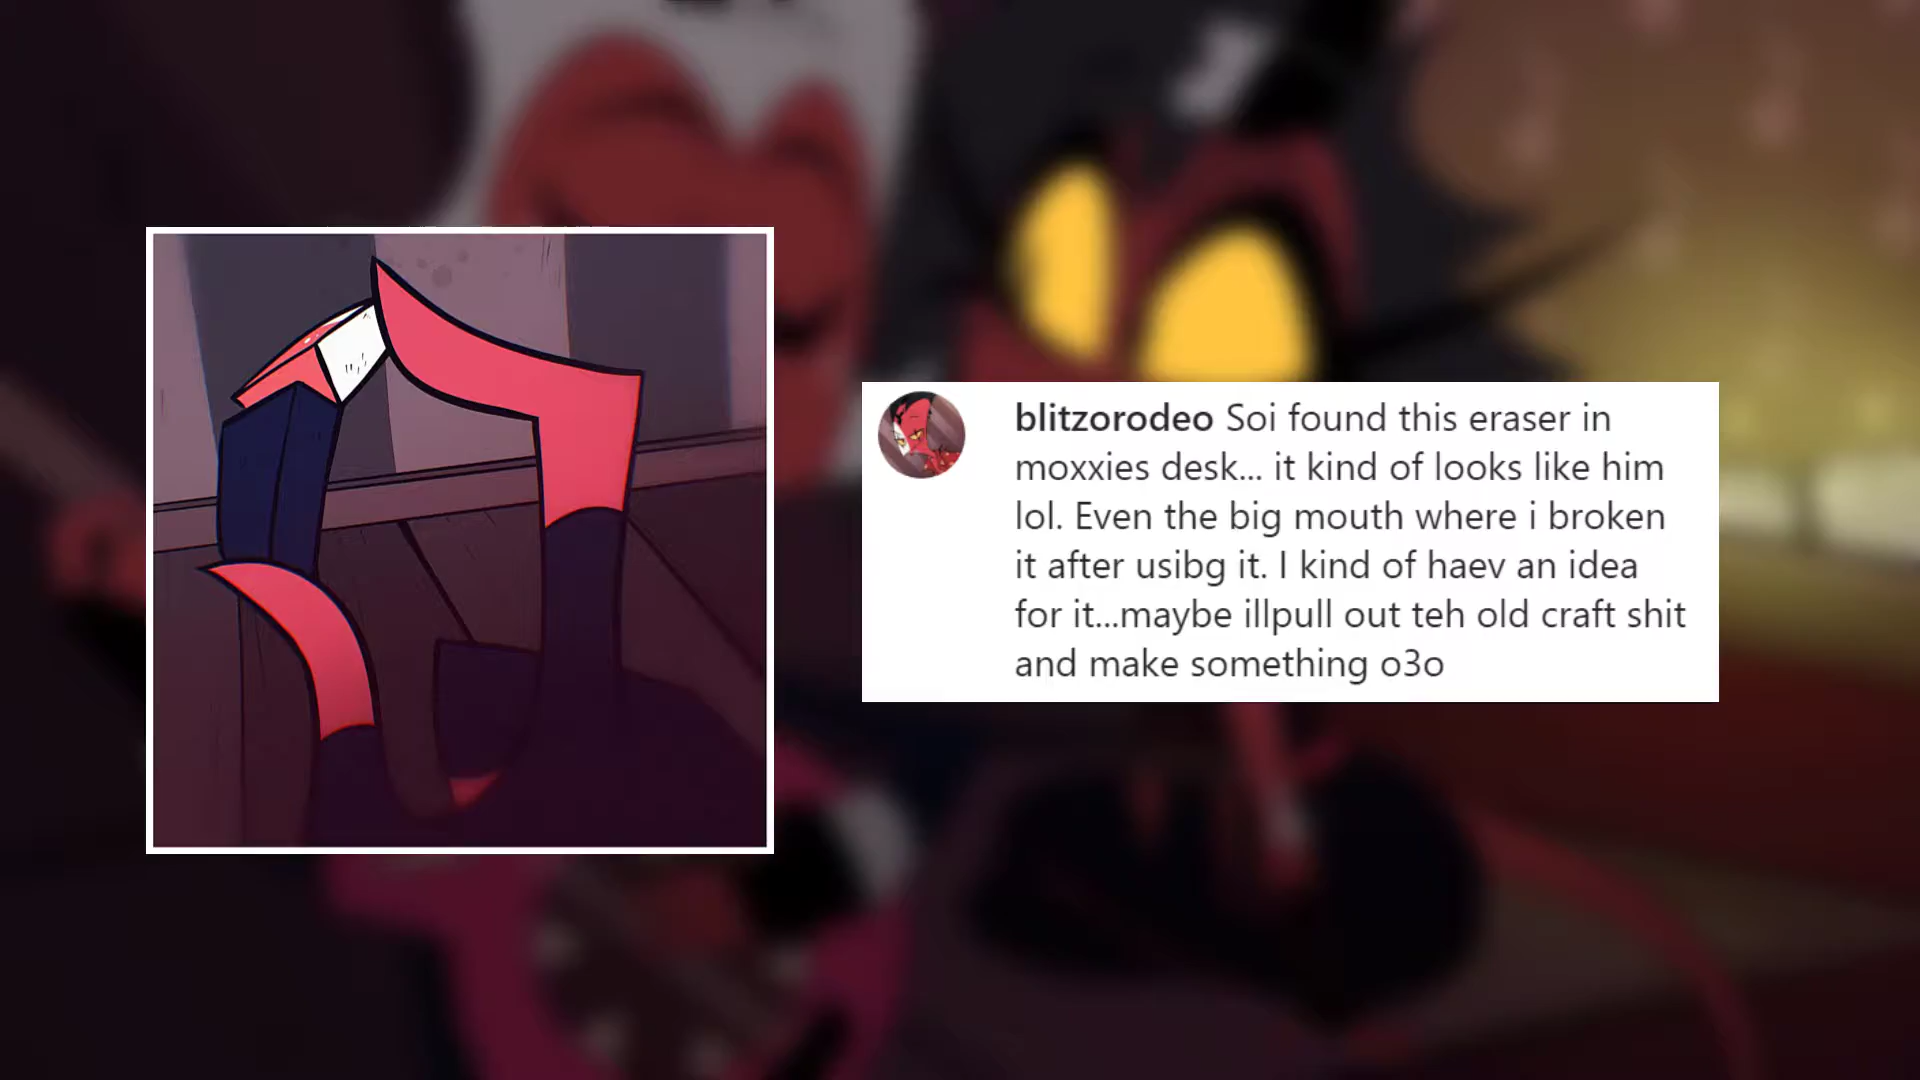 blitzorodeo Soi found this eraser in
moxxies desk... it kind of looks like him
lol. Even the big mouth where i broken
it after usibg it. I kind of haev an idea
for it...maybe illpull out teh old craft shit
and make something o3o